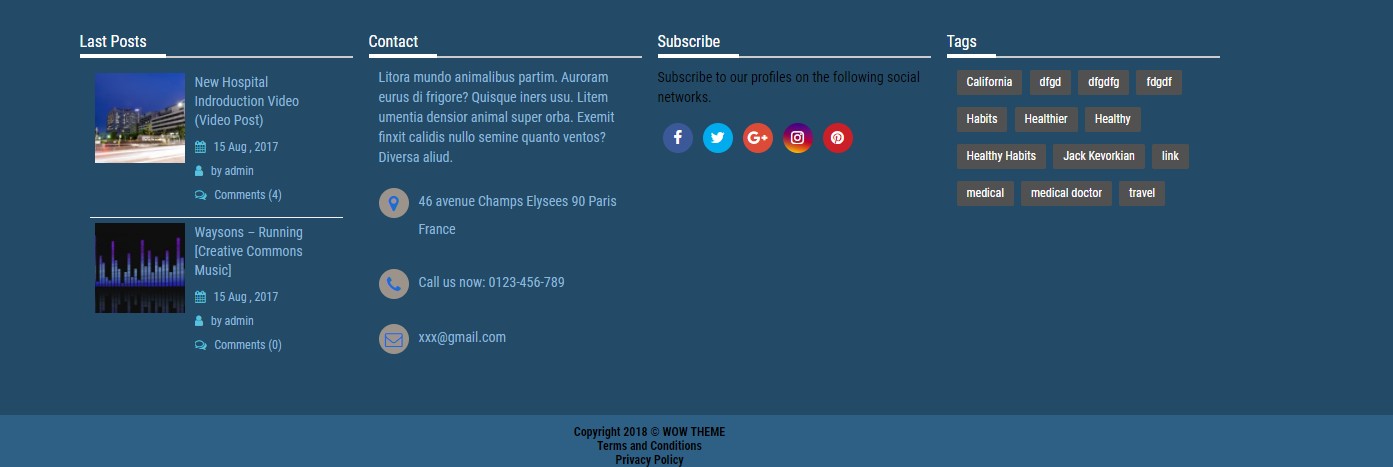 Last Posts
New Hospital
Indroduction Video
(Video Post)
15 Aug , 2017
by admin
Comments (4)
Waysons – Running
[Creative Commons
Music]
15 Aug , 2017
by admin
Comments (0)
Contact
Litora mundo animalibus partim. Auroram
eurus di frigore? Quisque iners usu. Litem
umentia densior animal super orba. Exemit
finxit calidis nullo semine quanto ventos?
Diversa aliud.
46 avenue Champs Elysees 90 Paris
France
Call us now: 0123-456-789
xxx@gmail.com
Subscribe
Subscribe to our profiles on the following social
networks.
Tags
California dfgd dfgdfg fdgdf
Habits Healthier Healthy
Healthy Habits Jack Kevorkian link
medical medical doctor travel
Copyright 2018 © WOW THEME
Terms and Conditions
Privacy Policy